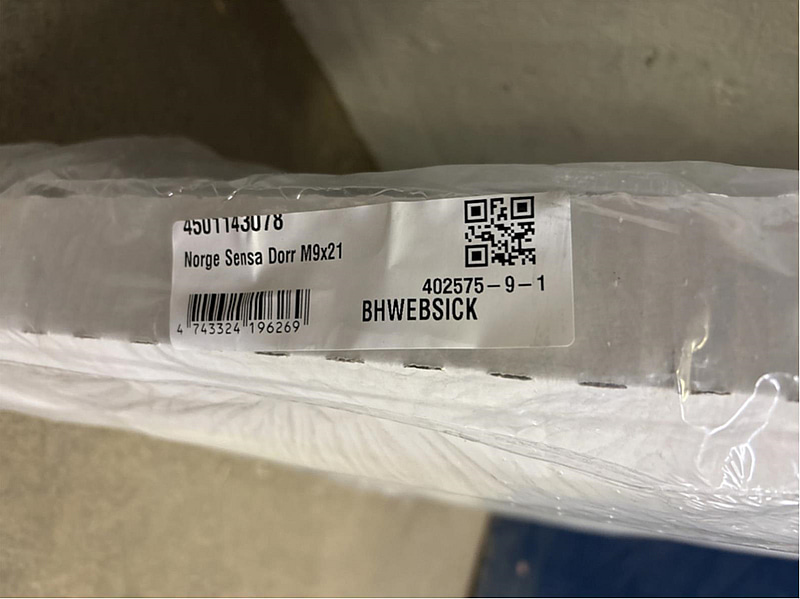 4501143078
Norge Sensa Dorr M9x21
402575-9-1
4 743324 196269
BHWEBSICK